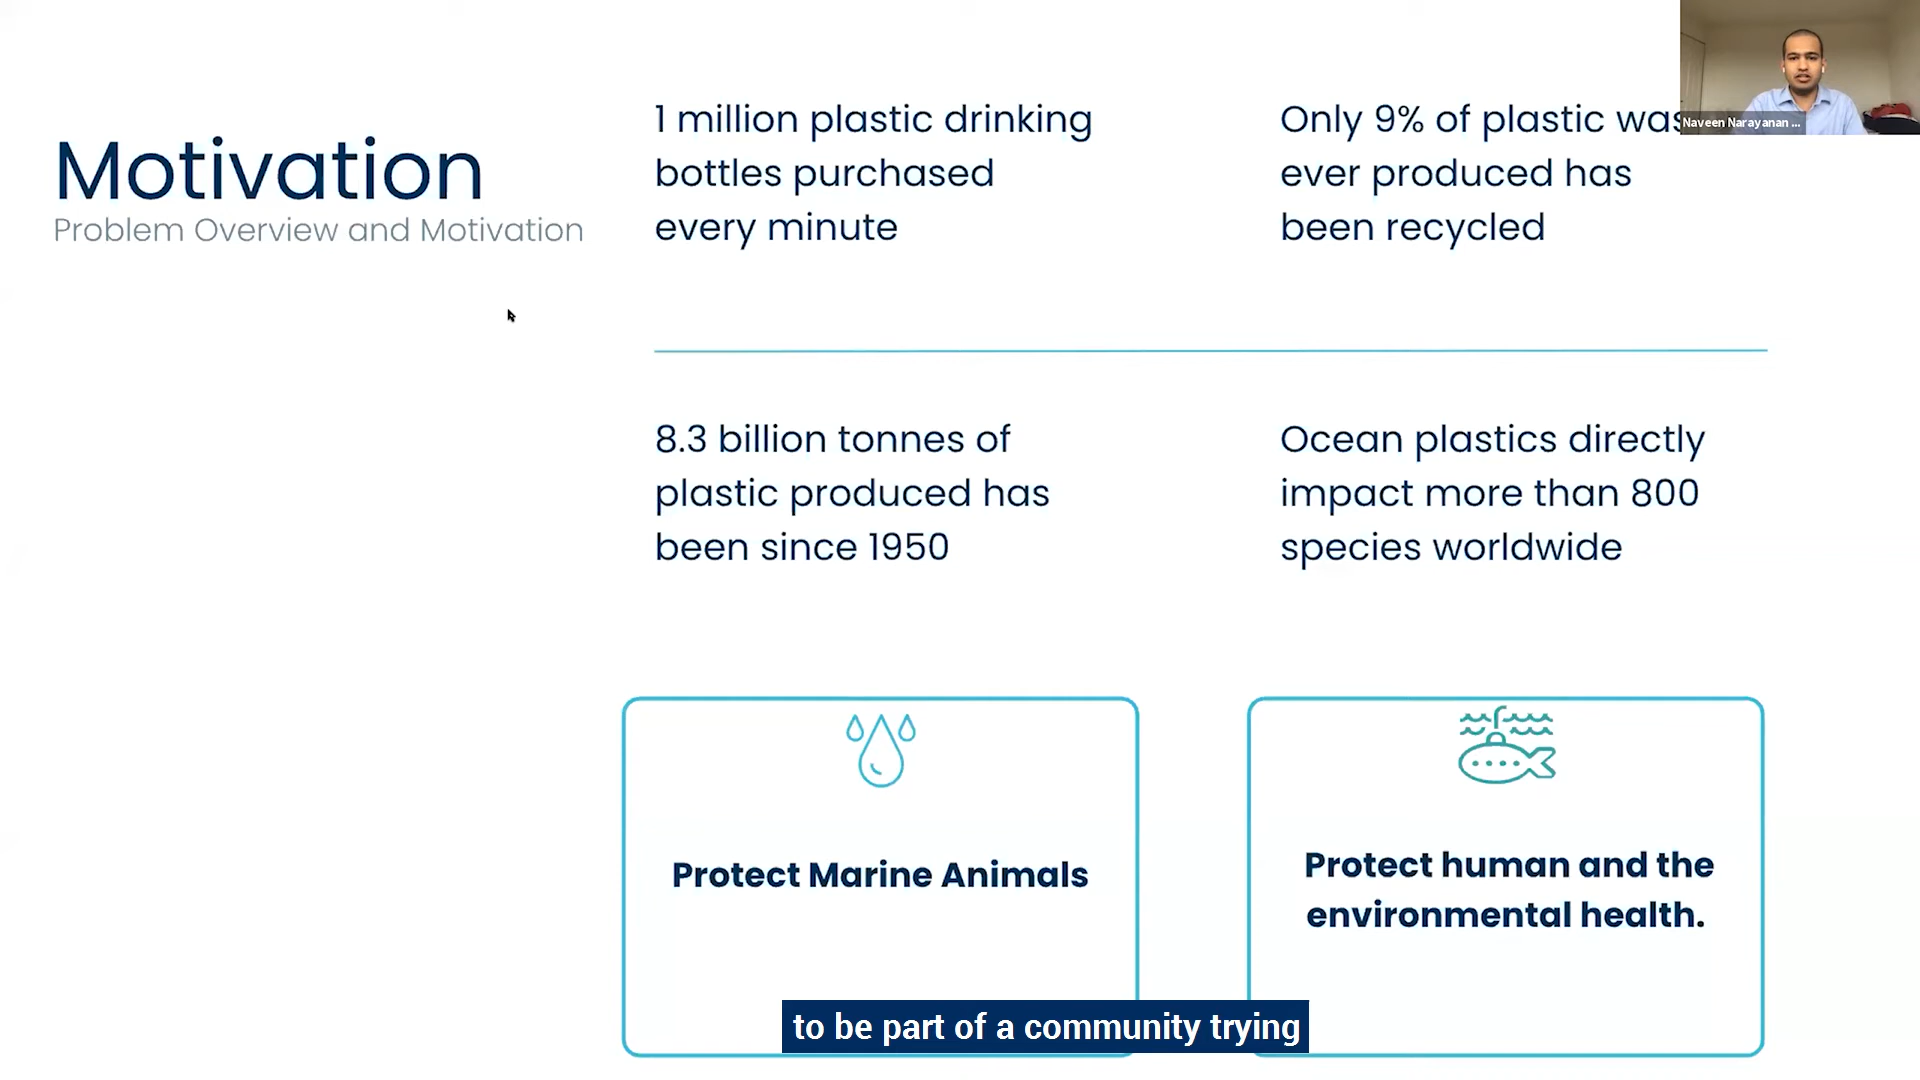 Motivation
Problem Overview and Motivation
1 million plastic drinking
bottles purchased
every minute
Only 9% of plastic
ever produced has
been recycled
8.3 billion tonnes of
plastic produced has
been since 1950
Ocean plastics directly
impact more than 800
species worldwide
Protect Marine Animals
Protect human and the
environmental health.
Naveen Narayanan ...
to be part of a community trying